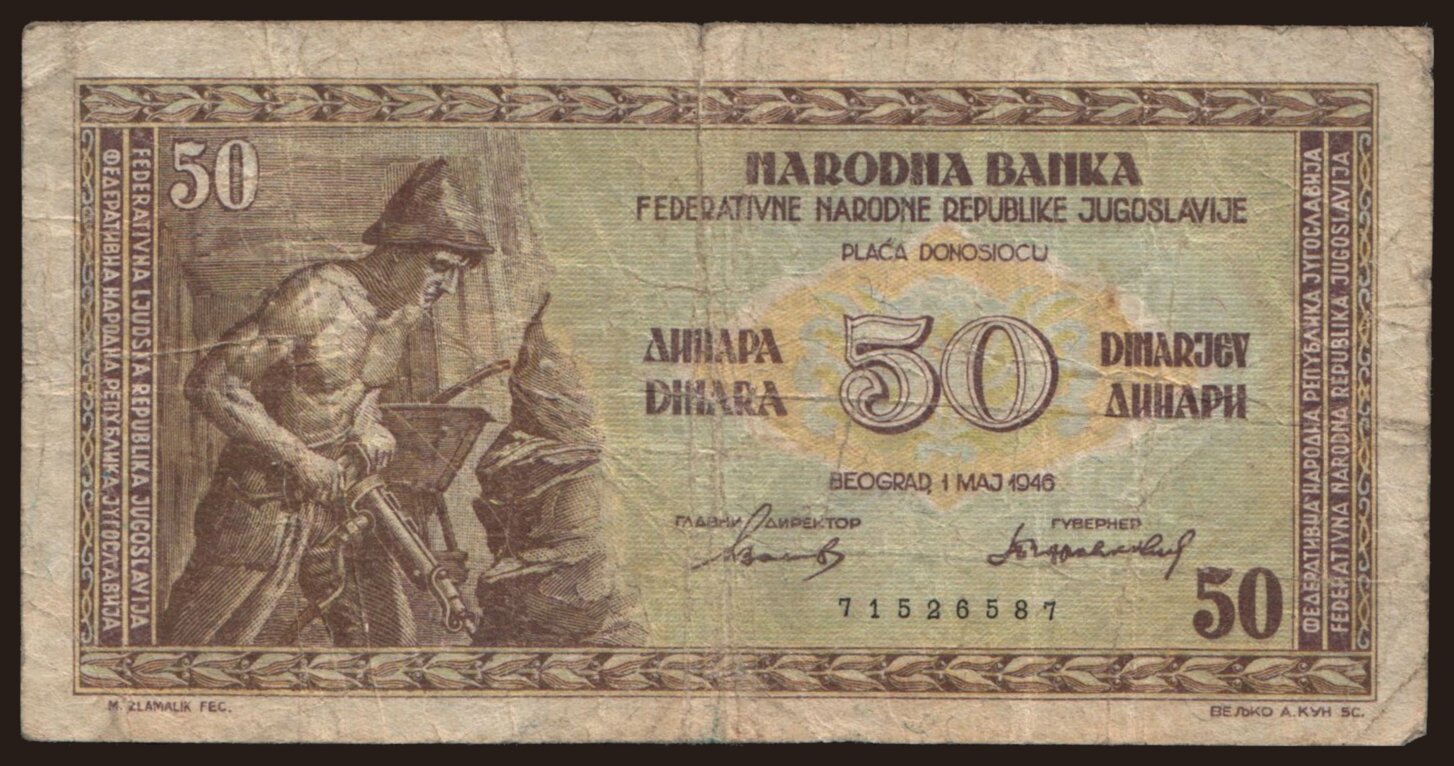 50
NARODNA BANKA
FEDERATIVNE NARODNE REPUBLIKE JUGOSLAVIJE
PLAĆA DONOSIOCU
ДИНАРА
DINARA
50
DINARJEV
ДИНАРИ
BEOGRAD, 1 MAJ 1946
ГЛАВНИ ДИРЕКТОР
ГУВЕРНЕР
71526587
50
ФЕДЕРАТИВНА НАРОДНА РЕПУБЛИКА ЈУГОСЛАВИЈА
FEDERATIVNA LJUDSKA REPUBLIKA JUGOSLAVIJA
ФЕДЕРАТИВНА НАРОДНА РЕПУБЛИКА ЈУГОСЛАВИЈА
FEDERATIVNA NARODNA REPUBLIKA JUGOSLAVIJA
M. ZLAMALIK FEC.
ВЕЉКО А. КУН SC.